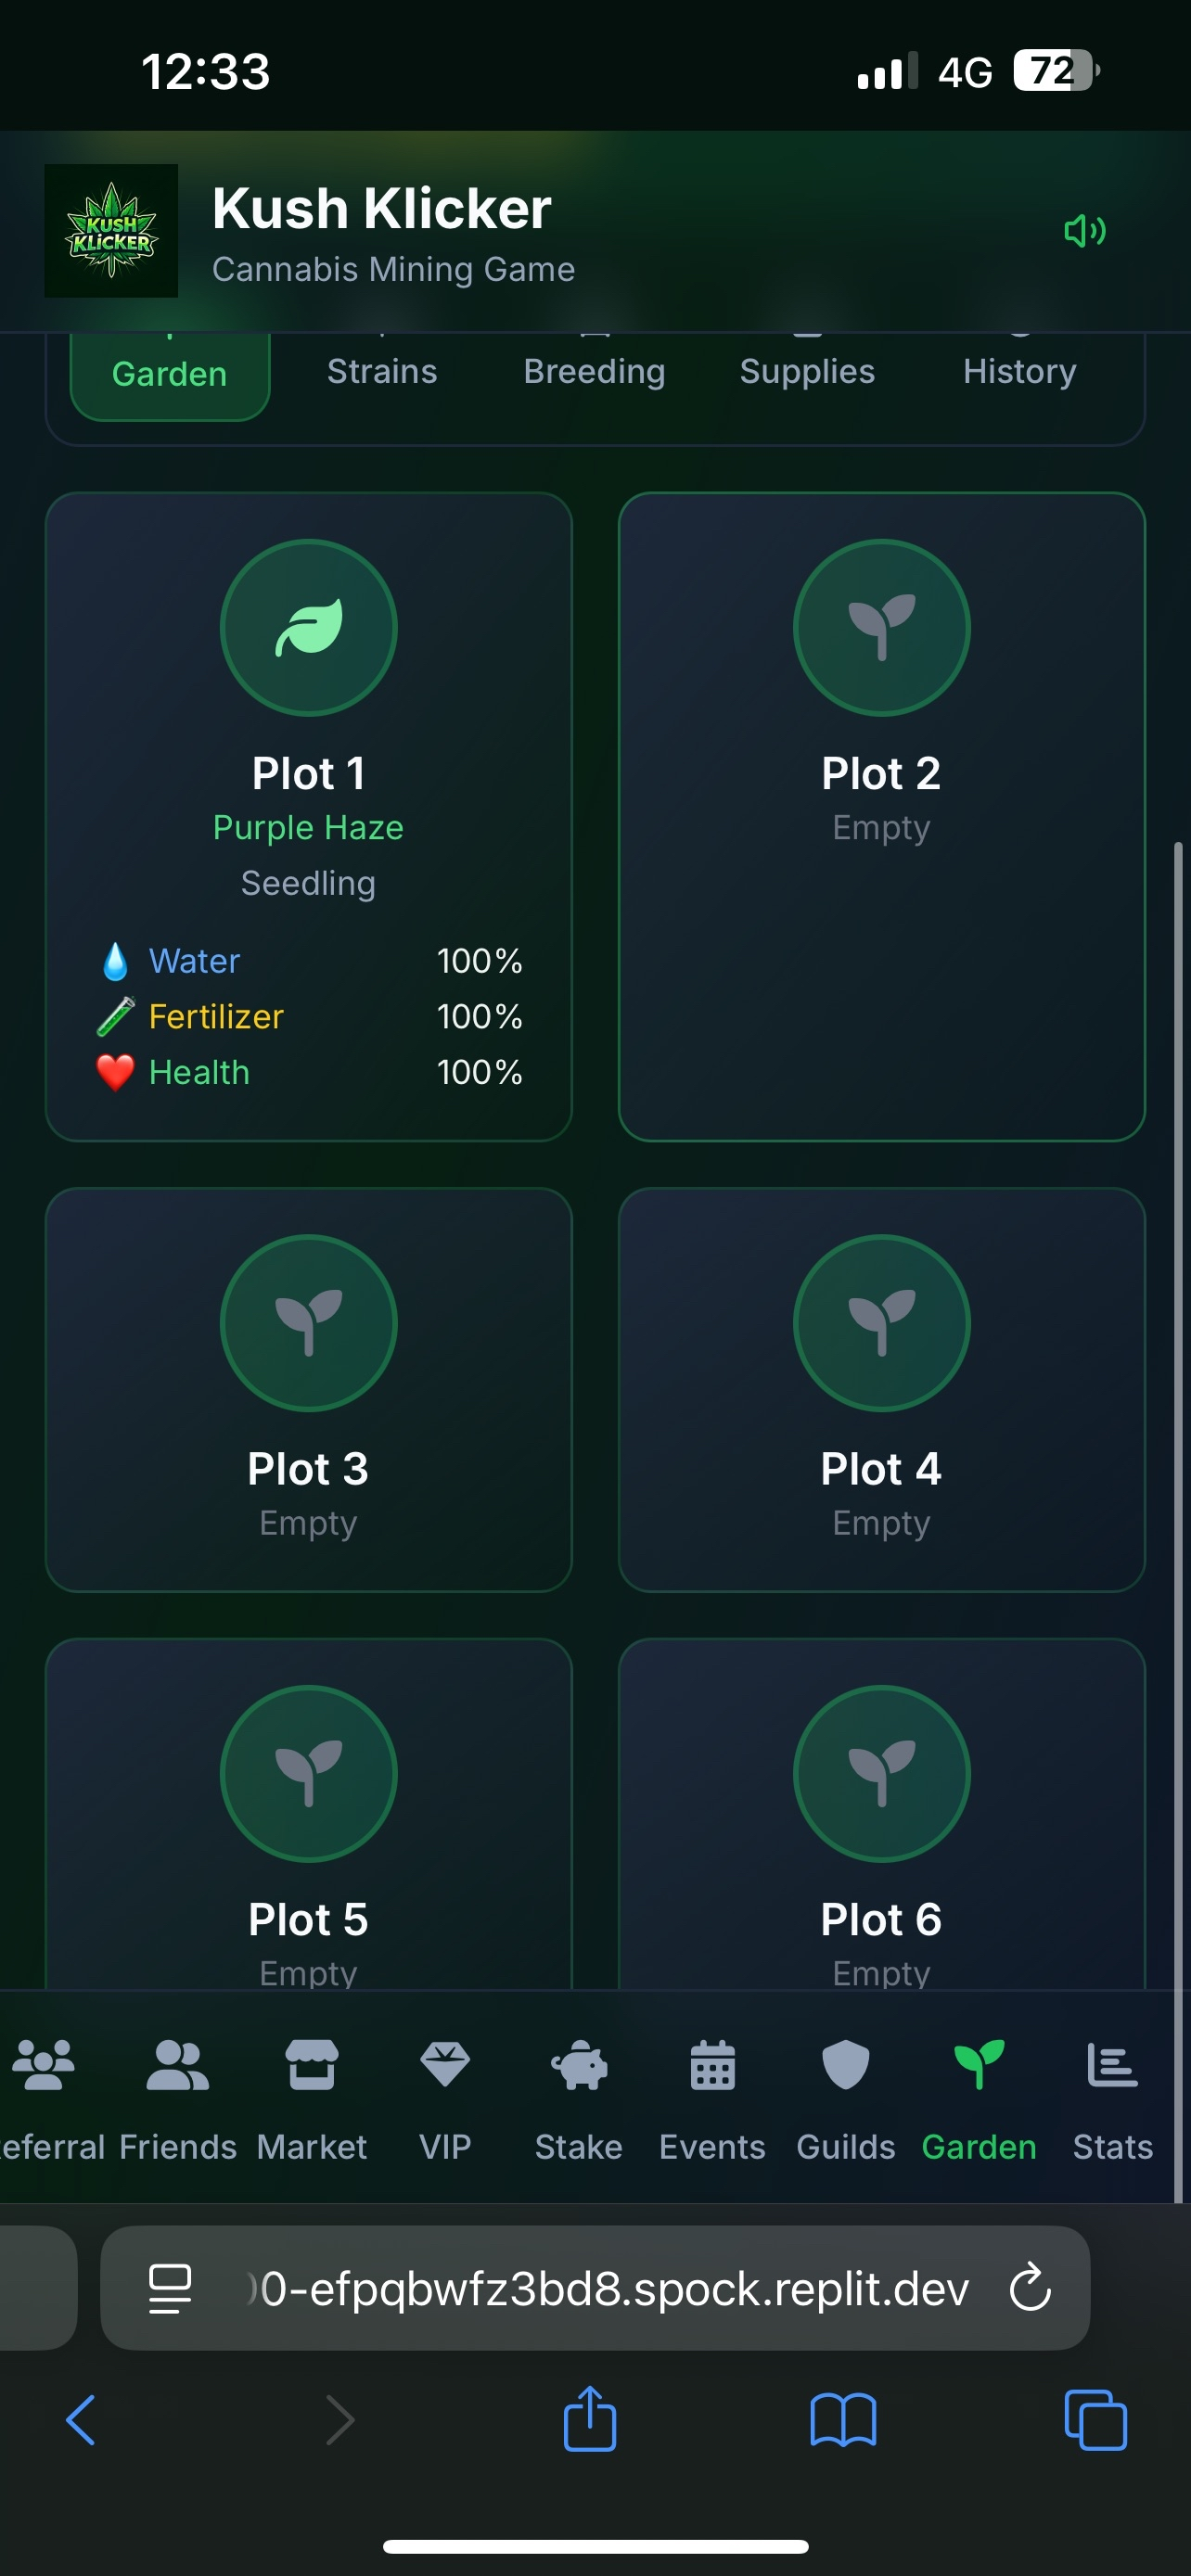 12:33
4G 72
KUSH
KLICKER
Kush Klicker
Cannabis Mining Game
Garden Strains Breeding Supplies History
Plot 1
Purple Haze
Seedling
Water 100%
Fertilizer 100%
Health 100%
Plot 2
Empty
Plot 3
Empty
Plot 4
Empty
Plot 5
Empty
Plot 6
Empty
eferral Friends Market VIP Stake Events Guilds Garden Stats
0-efpqbwfz3bd8.spock.replit.dev